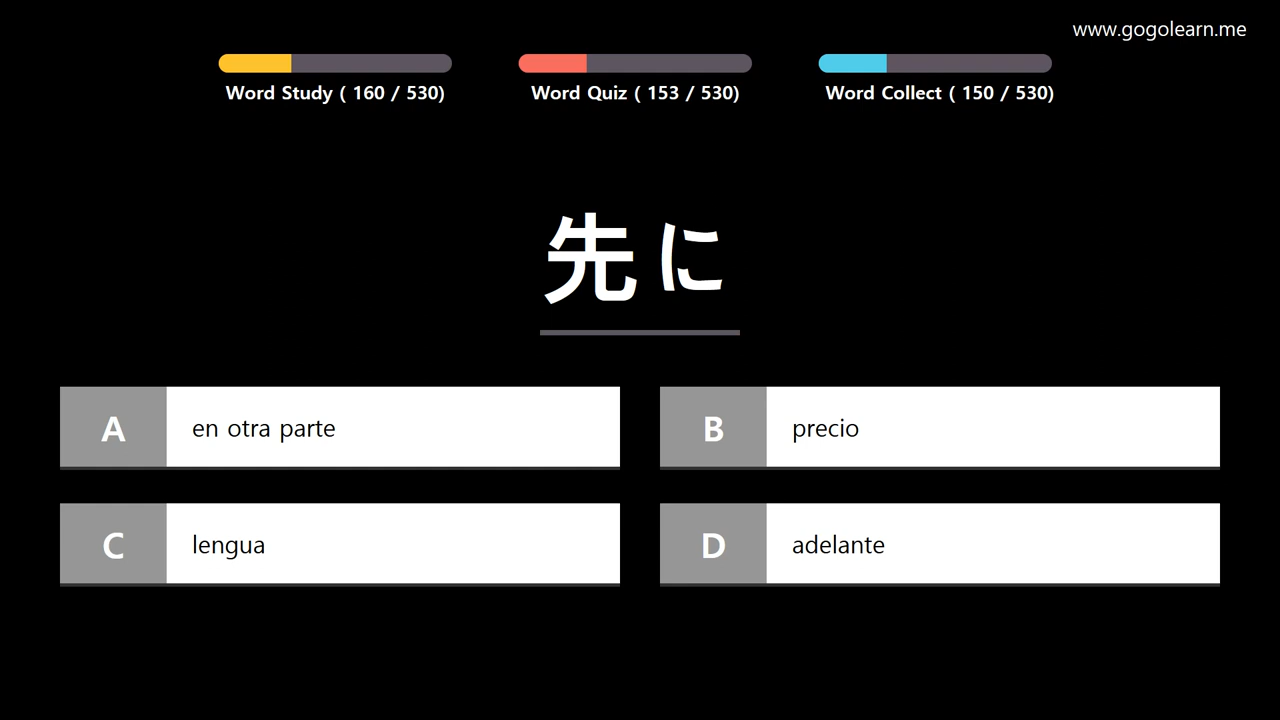 www.gogolearn.me
Word Study ( 160 / 530)
Word Quiz ( 153 / 530)
Word Collect ( 150 / 530)
先に
A en otra parte
B precio
C lengua
D adelante